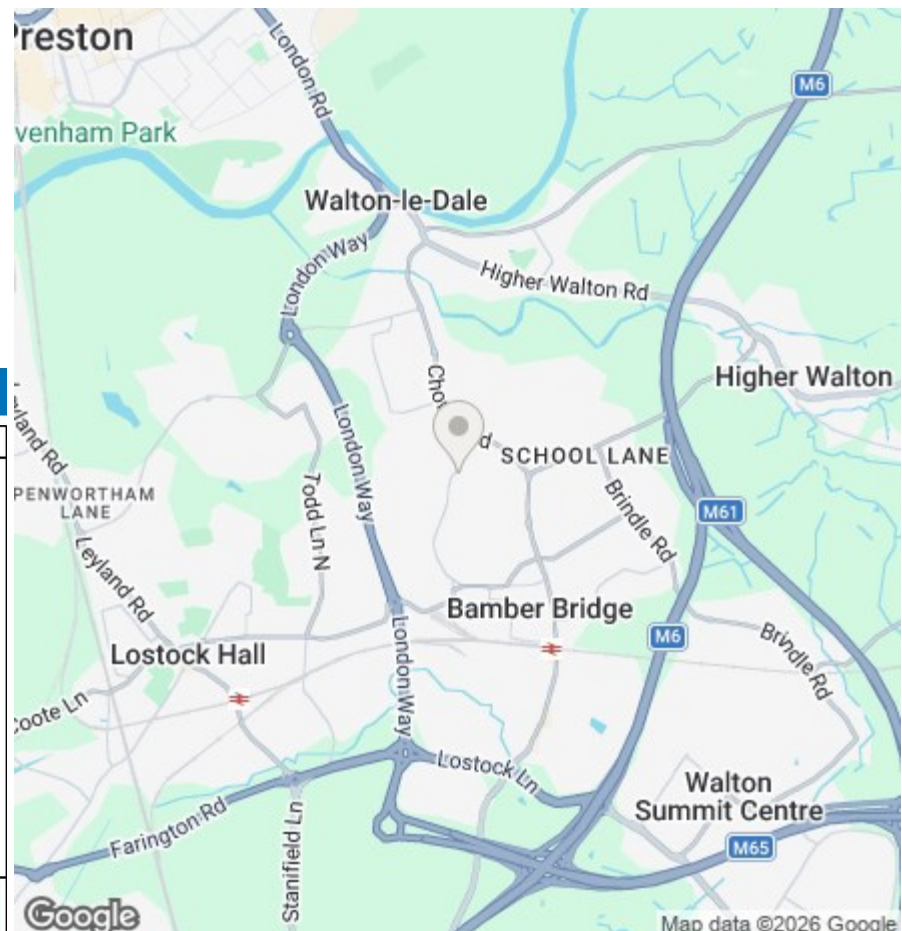 Preston
London Rd
M6
venham Park
Walton-le-Dale
London Way
Higher Walton Rd
Higher Walton
Leyland Rd
London Way
SCHOOL LANE
PENWORTHAM
LANE
Todd Ln N
Brindle Rd
M61
Leyland Rd
Bamber Bridge
M6
Lostock Hall
London Way
Brindle Rd
Coote Ln
Lostock Ln
Walton
Summit Centre
Farington Rd
Stanifield Ln
M65
Google
Map data ©2026 Google